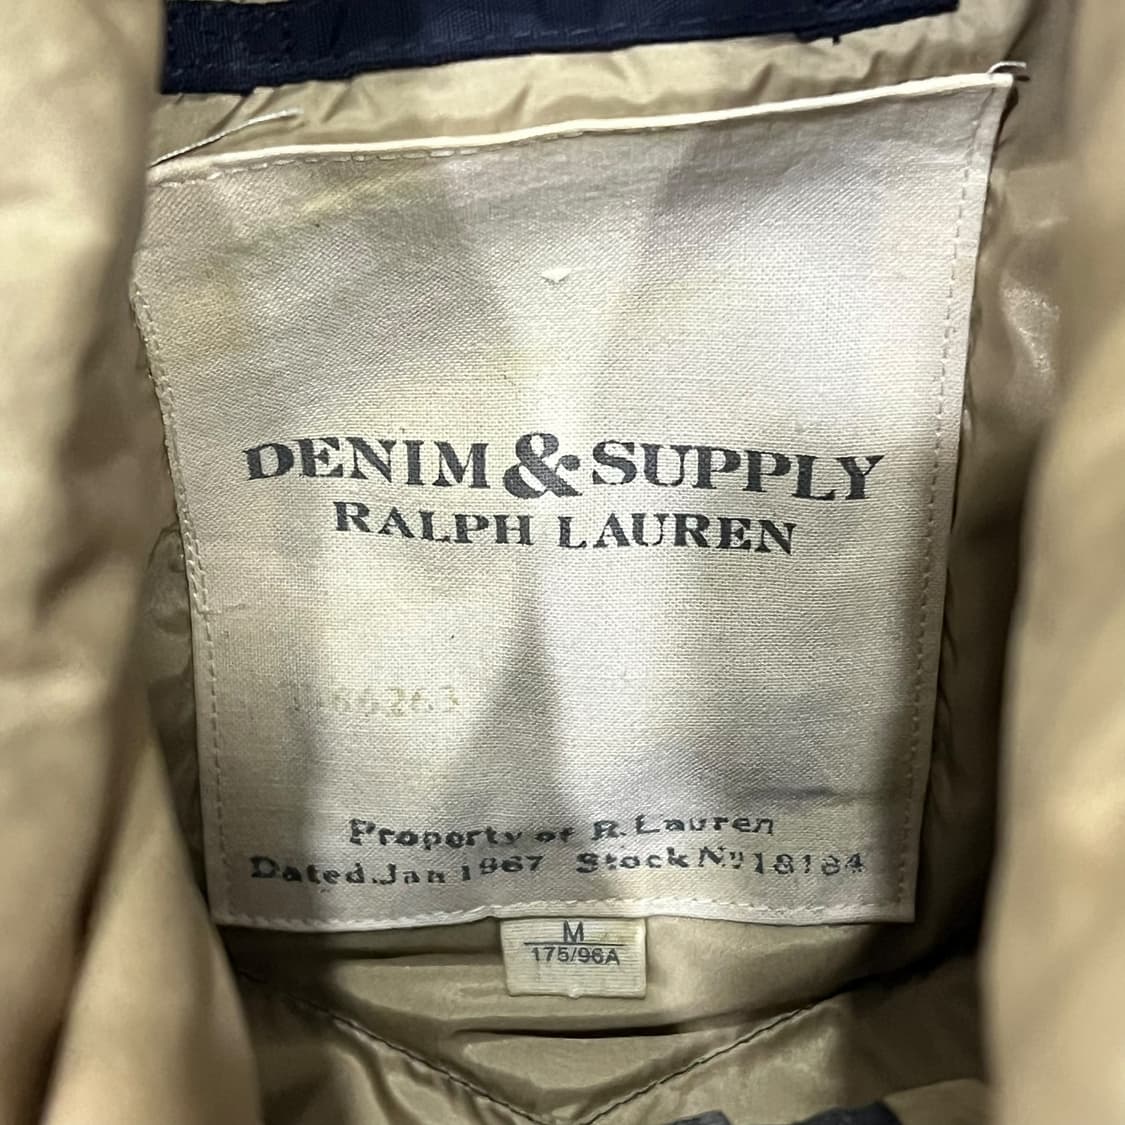 DENIM & SUPPLY
RALPH LAUREN
Property of R. Lauren
Dated.Jan 1967 Stock Nº 18184
M
175/96A